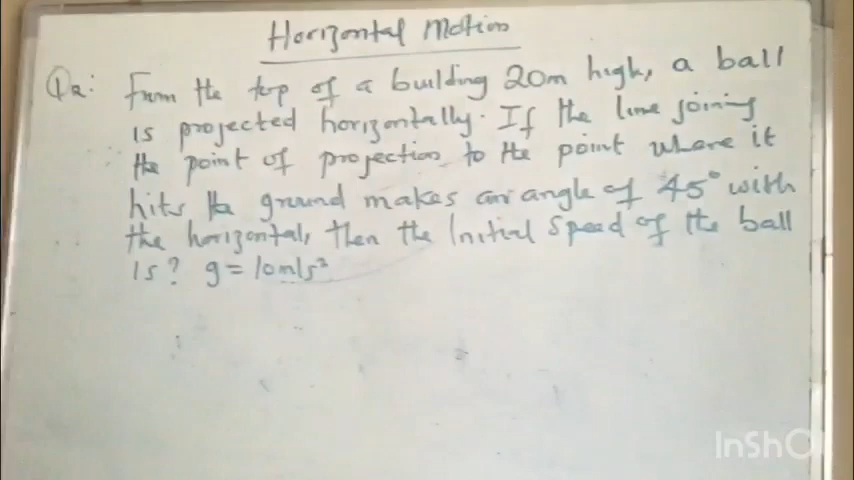 Horizontal Motion
Qa: From the top of a building 20m high, a ball
is projected horizontally. If the line joining
the point of projection to the point where it
hits the ground makes an angle of 45° with
the horizontal, then the Initial Speed of the ball
is? g = 10m/s²
InShO